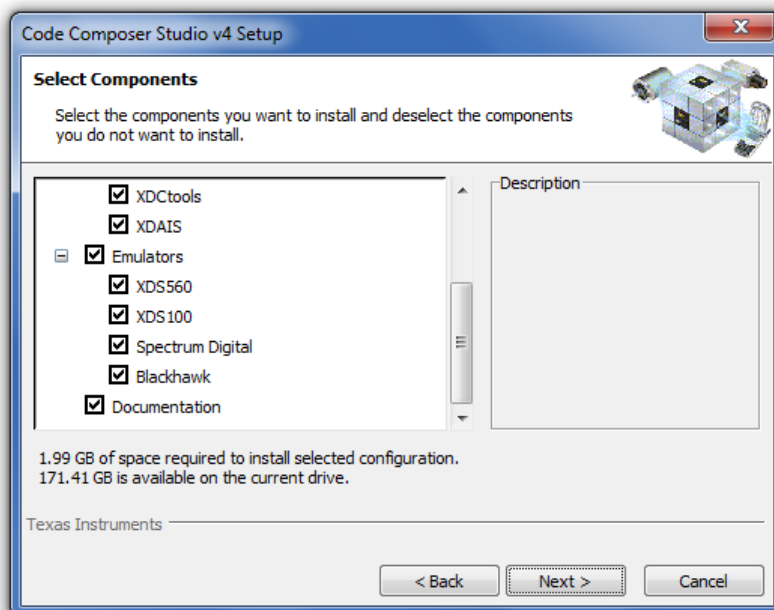 Code Composer Studio v4 Setup
Select Components
Select the components you want to install and deselect the components
you do not want to install.
XDCtools
XDAIS
Emulators
XDS560
XDS100
Spectrum Digital
Blackhawk
Documentation
Description
1.99 GB of space required to install selected configuration.
171.41 GB is available on the current drive.
Texas Instruments
< Back
Next >
Cancel